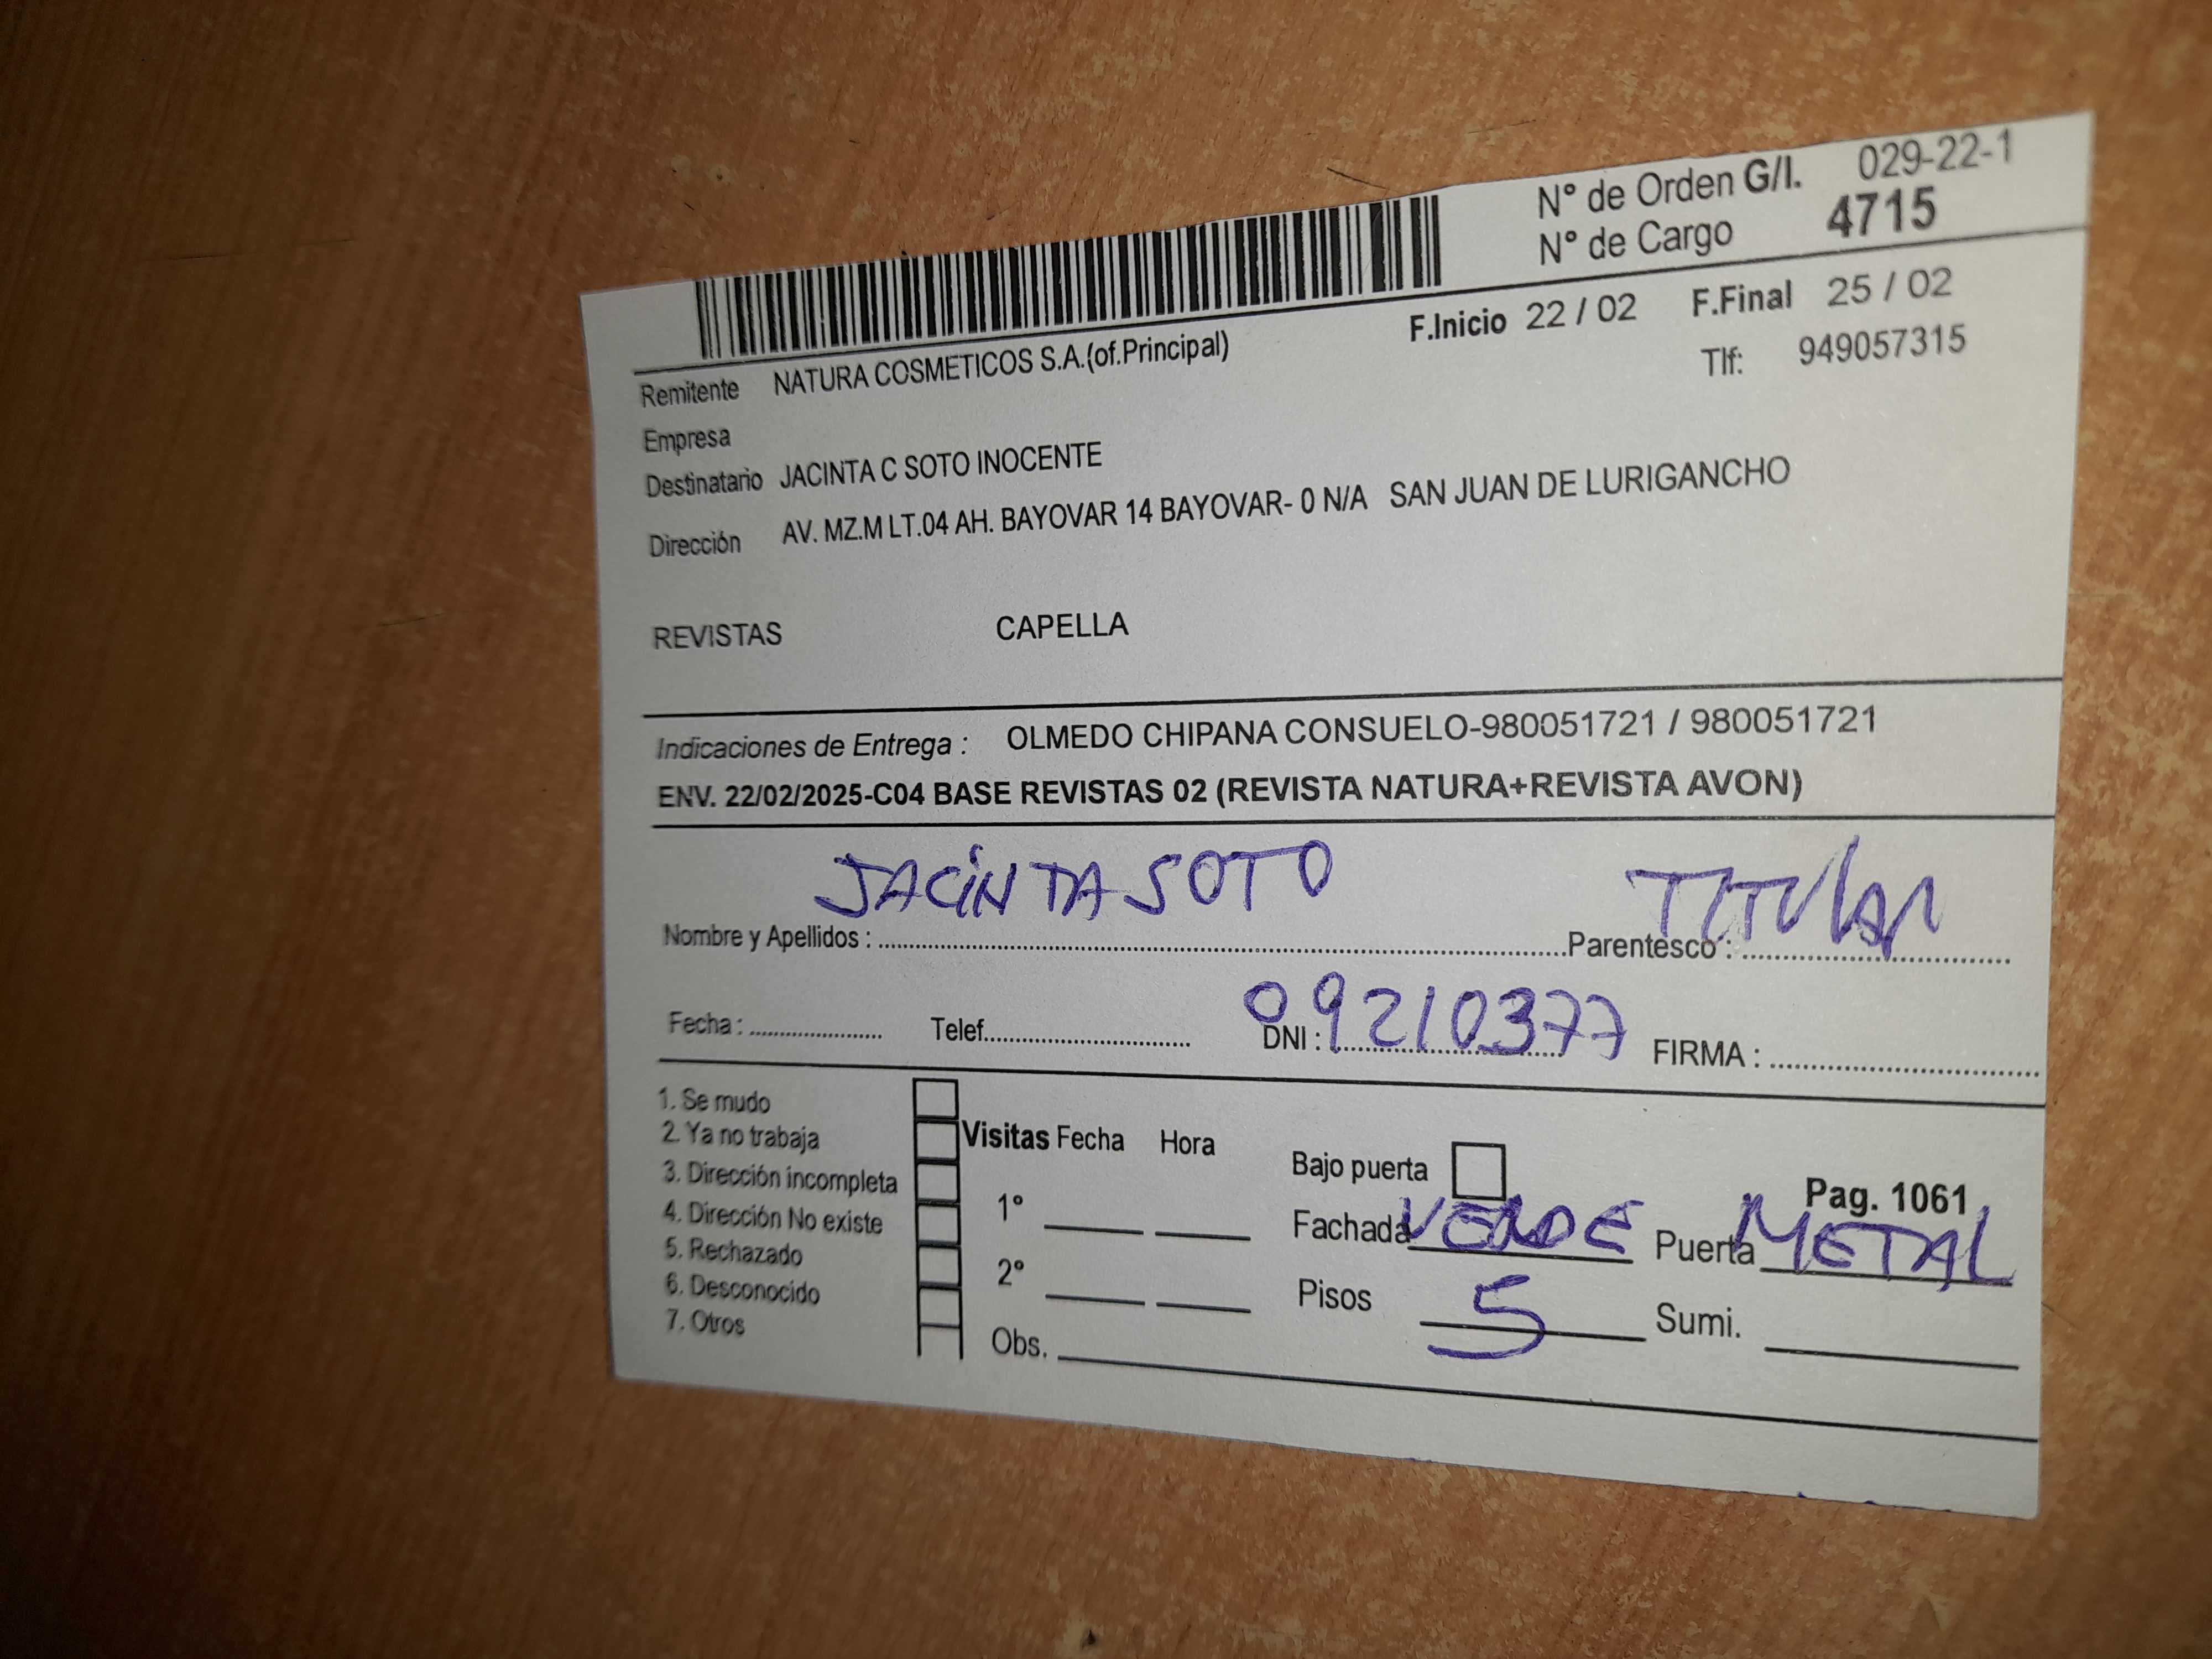 N° de Orden G/I. 029-22-1
N° de Cargo 4715
F.Inicio 22 / 02 F.Final 25 / 02
Remitente NATURA COSMETICOS S.A.(of.Principal) Tlf: 949057315
Empresa
Destinatario JACINTA C SOTO INOCENTE
Dirección AV. MZ.M LT.04 AH. BAYOVAR 14 BAYOVAR- 0 N/A SAN JUAN DE LURIGANCHO
REVISTAS CAPELLA
Indicaciones de Entrega : OLMEDO CHIPANA CONSUELO-980051721 / 980051721
ENV. 22/02/2025-C04 BASE REVISTAS 02 (REVISTA NATURA+REVISTA AVON)
Nombre y Apellidos : JACINTA SOTO Parentesco : TITULAR
Fecha : Telef. DNI : 09210377 FIRMA :
1. Se mudo
2. Ya no trabaja
3. Dirección incompleta
4. Dirección No existe
5. Rechazado
6. Desconocido
7. Otros
Visitas Fecha Hora
1°
2°
Obs.
Bajo puerta Pag. 1061
Fachada VERDE Puerta METAL
Pisos 5 Sumi.